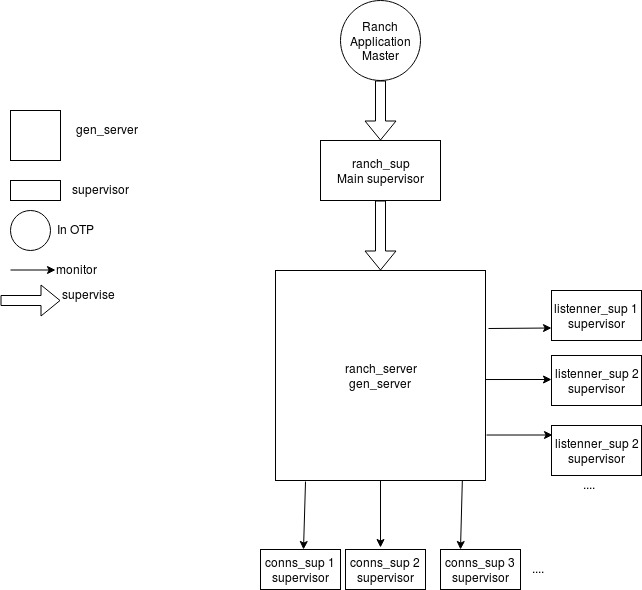 Ranch
Application
Master
gen_server
ranch_sup
Main supervisor
supervisor
In OTP
monitor
supervise
listenner_sup 1
supervisor
ranch_server
gen_server
listenner_sup 2
supervisor
listenner_sup 2
supervisor
....
conns_sup 1
supervisor
conns_sup 2
supervisor
conns_sup 3
supervisor
....